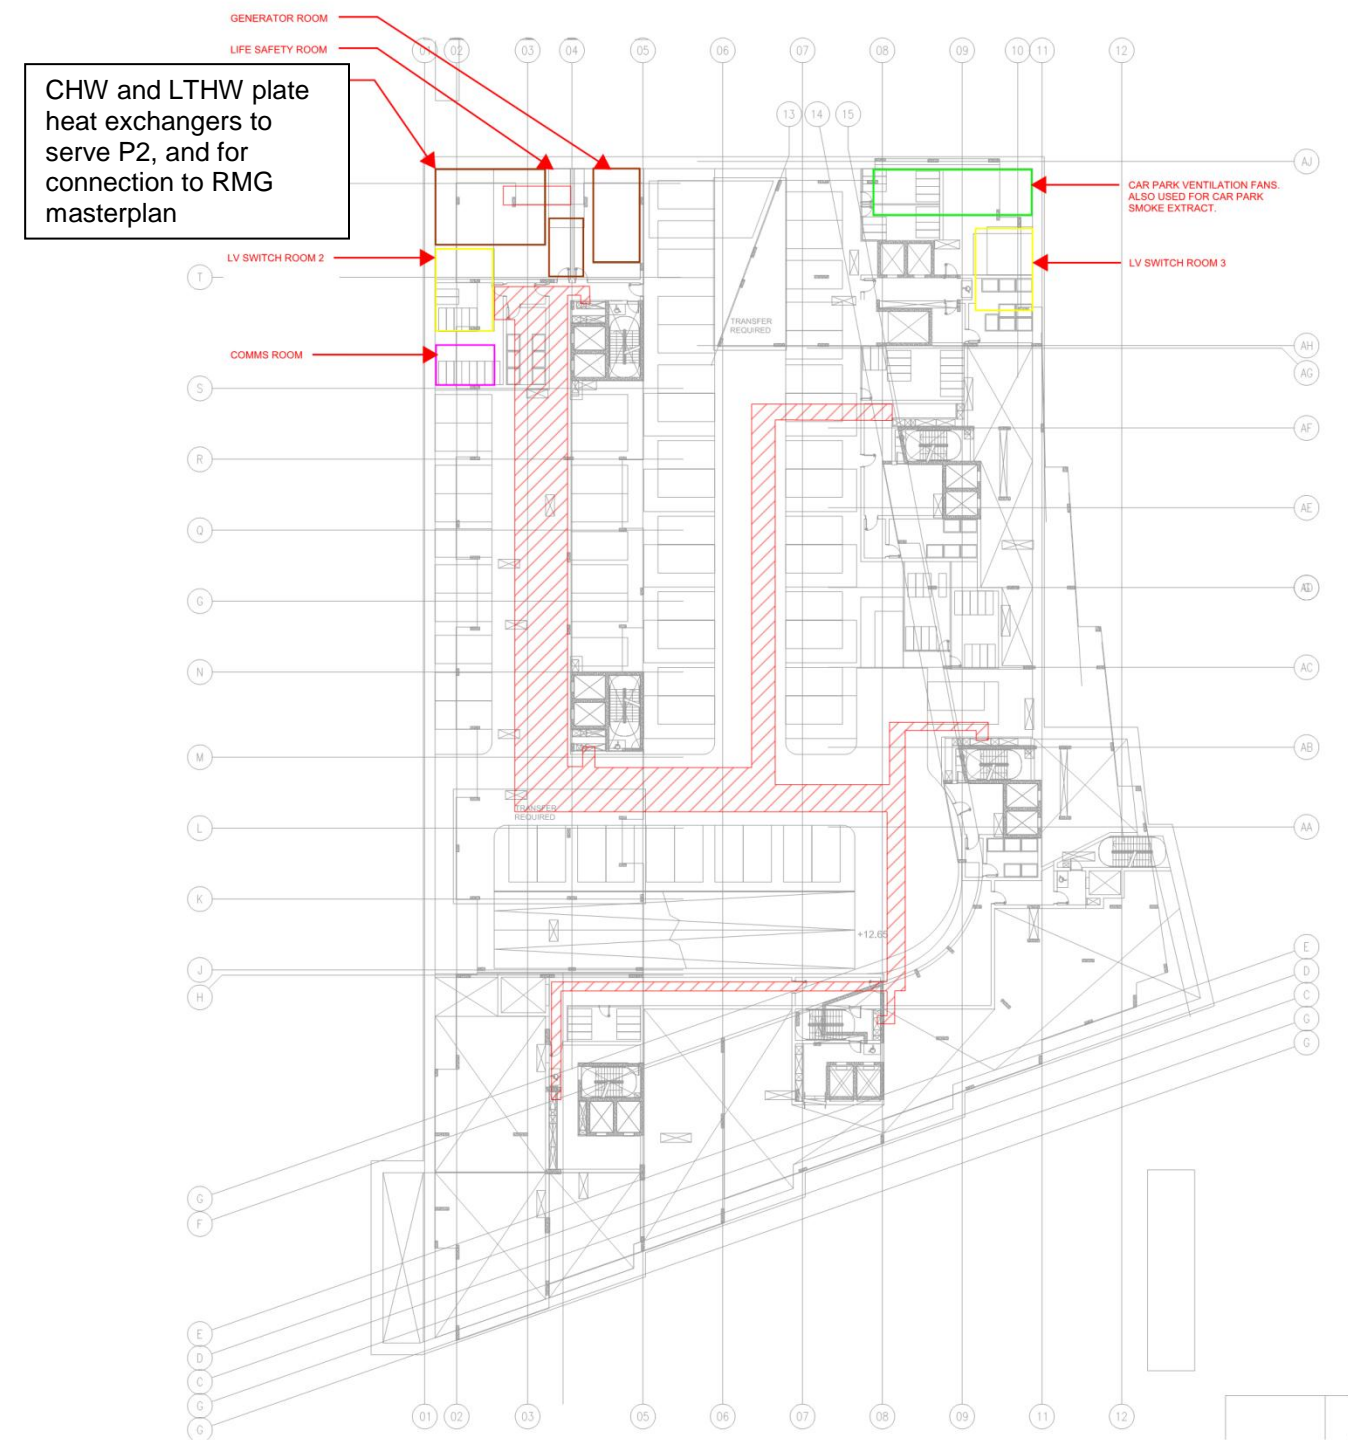 GENERATOR ROOM
LIFE SAFETY ROOM
CHW and LTHW plate
heat exchangers to
serve P2, and for
connection to RMG
masterplan
LV SWITCH ROOM 2
COMMS ROOM
CAR PARK VENTILATION FANS.
ALSO USED FOR CAR PARK
SMOKE EXTRACT.
LV SWITCH ROOM 3
01 02 03 04 05 06 07 08 09 10 11 12
13 14 15
TRANSFER
REQUIRED
TRANSFER
REQUIRED
+12.65
T
S
R
Q
G
N
M
L
K
J
H
G
F
E
D
C
G
G
AJ
AH
AG
AF
AE
AC
AB
AA
E
D
C
G
G
01 02 03 05 06 07 08 09 11 12